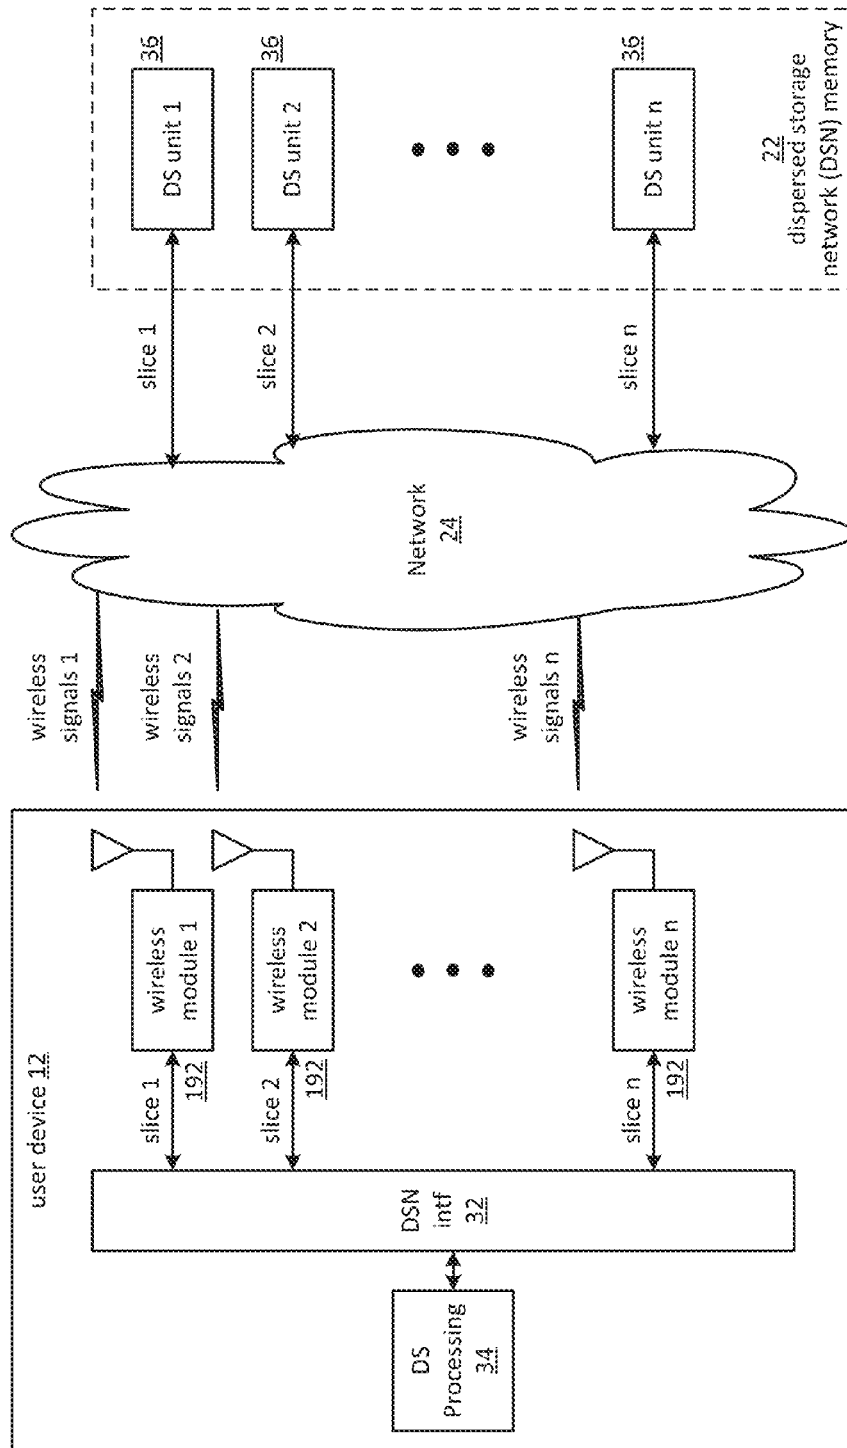 user device 12
DS
Processing
34
DSN
intf
32
slice 1
192
wireless
module 1
slice 2
192
wireless
module 2
slice n
192
wireless
module n
wireless
signals 1
wireless
signals 2
wireless
signals n
Network
24
slice 1
slice 2
slice n
DS unit 1
36
DS unit 2
36
DS unit n
36
22
dispersed storage
network (DSN) memory